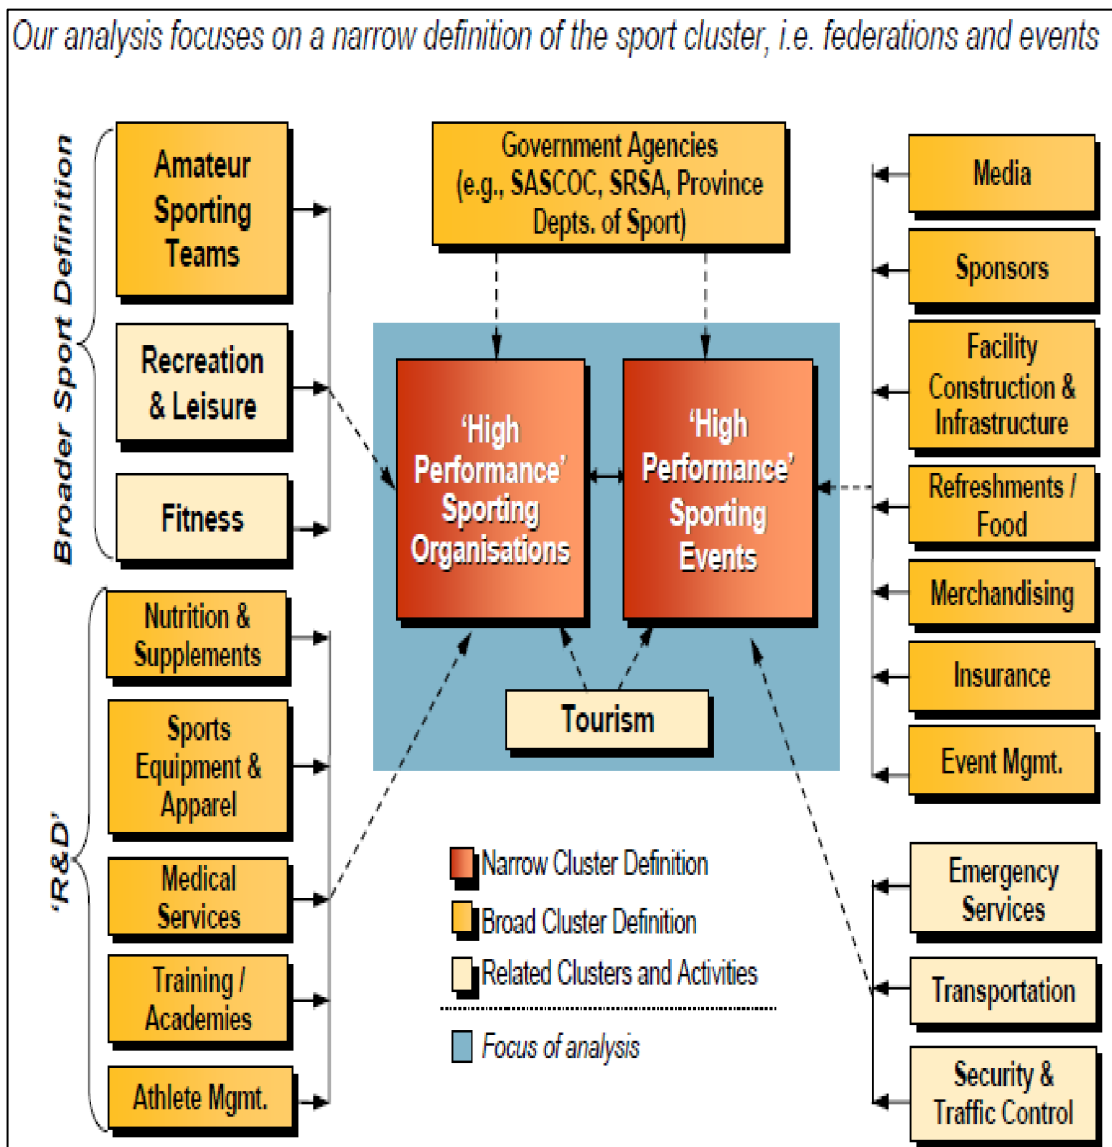 Our analysis focuses on a narrow definition of the sport cluster, i.e. federations and events
Broader Sport Definition
Amateur
Sporting
Teams
Recreation
& Leisure
Fitness
'R&D'
Nutrition &
Supplements
Sports
Equipment &
Apparel
Medical
Services
Training /
Academies
Athlete Mgmt.
Government Agencies
(e.g., SASCOC, SRSA, Province
Depts. of Sport)
'High
Performance'
Sporting
Organisations
'High
Performance'
Sporting
Events
Tourism
Narrow Cluster Definition
Broad Cluster Definition
Related Clusters and Activities
Focus of analysis
Media
Sponsors
Facility
Construction &
Infrastructure
Refreshments /
Food
Merchandising
Insurance
Event Mgmt.
Emergency
Services
Transportation
Security &
Traffic Control